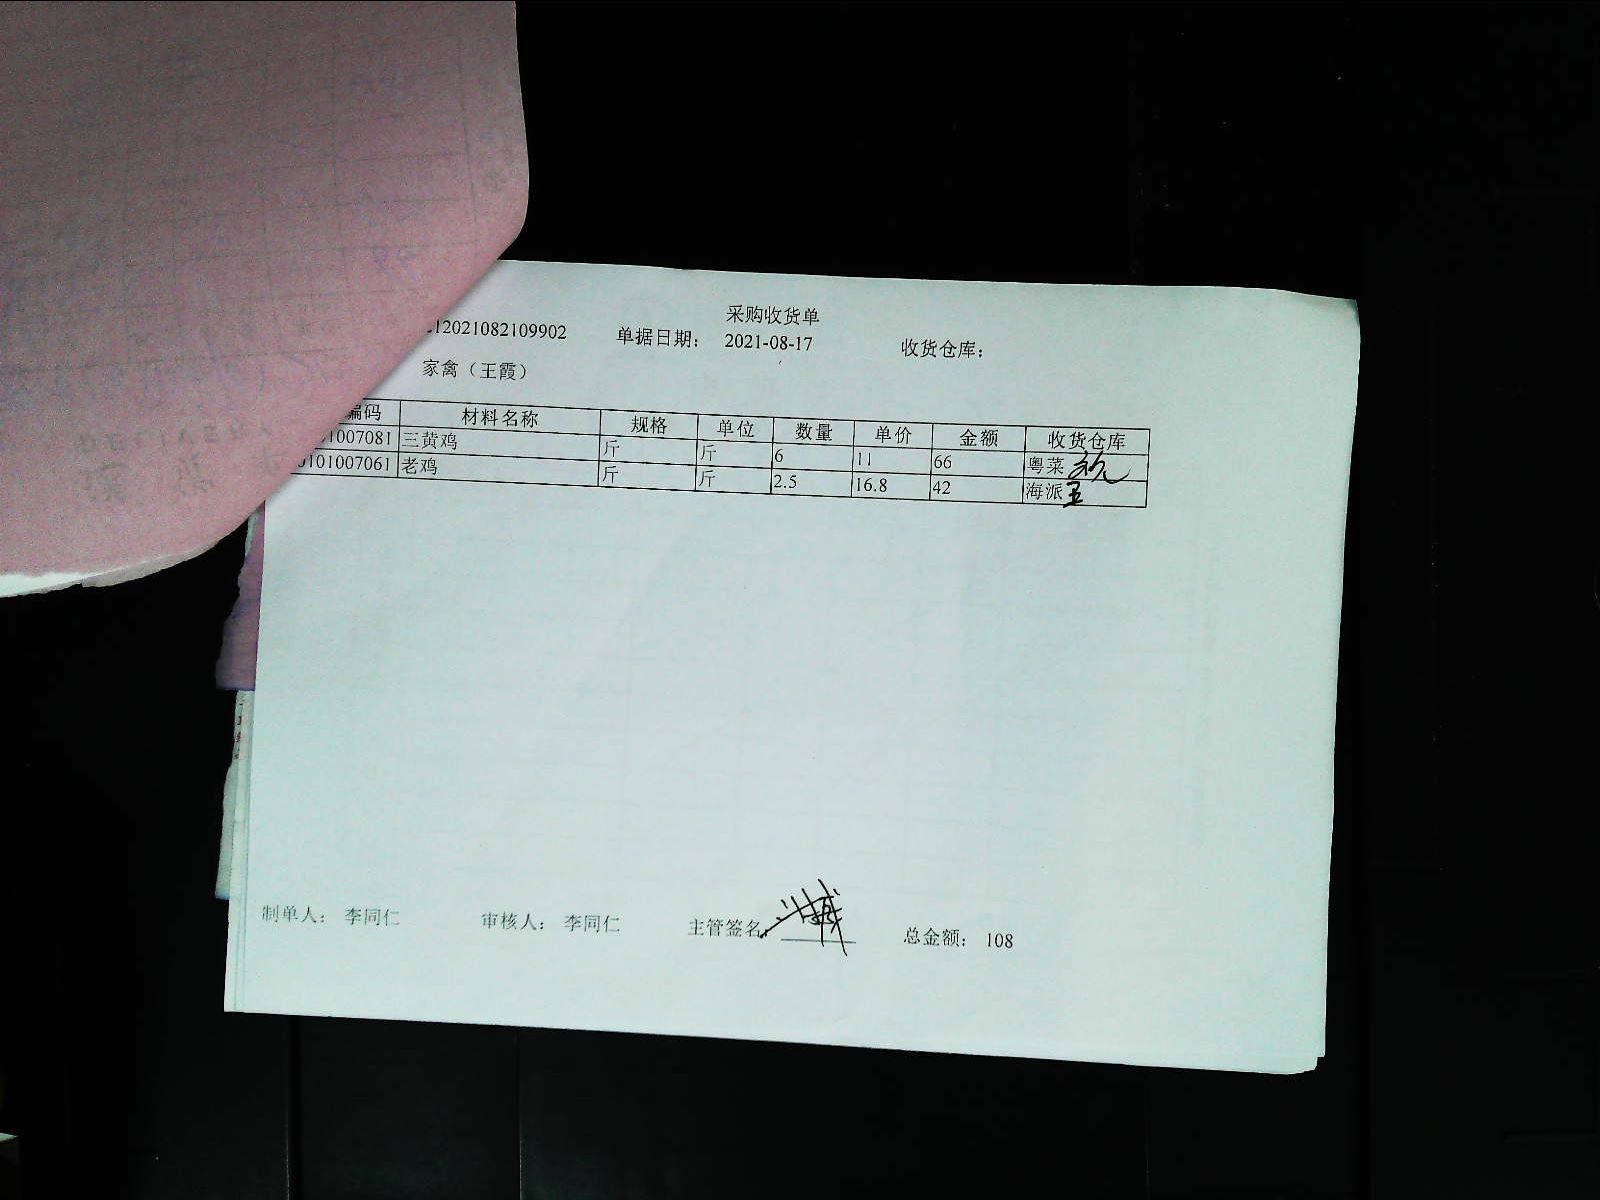 采购收货单
12021082109902 单据日期： 2021-08-17 收货仓库：
家禽（王霞）
编码 材料名称 规格 单位 数量 单价 金额 收货仓库
01007081 三黄鸡 斤 斤 6 11 66 粤菜
0101007061 老鸡 斤 斤 2.5 16.8 42 海派
制单人： 李同仁 审核人： 李同仁 主管签名： 总金额： 108